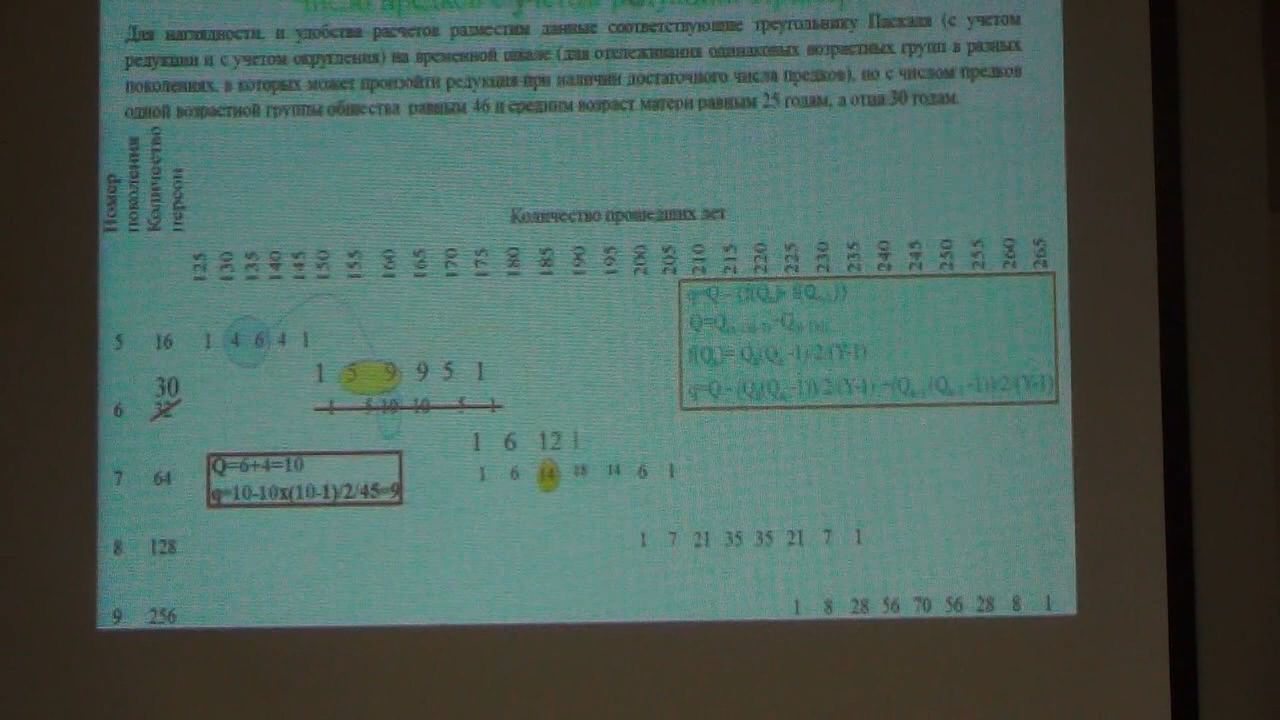 Для наглядности, и удобства расчетов разместим данные соответствующие треугольнику Паскаля (с учетом
редукции и с учетом округления) на временной шкале (для отслеживания одинаковых возрастных групп в разных
поколениях, в которых может произойти редукция при наличии достаточного числа предков), но с числом предков
одной возрастной группы общества равным 46 и средним возраст матери равным 25 годам, а отца 30 годам.
Номер поколения
Количество персон
Количество прошедших лет
125 130 135 140 145 150 155 160 165 170 175 180 185 190 195 200 205 210 215 220 225 230 235 240 245 250 255 260 265
5 16 1 4 6 4 1
30 1 5 9 9 5 1
6 32 1 5 10 10 5 1
1 6 12 1
7 64 1 6 14 18 14 6 1
Q=6+4=10
q=10-10x(10-1)/2/45=9
8 128 1 7 21 35 35 21 7 1
9 256 1 8 28 56 70 56 28 8 1